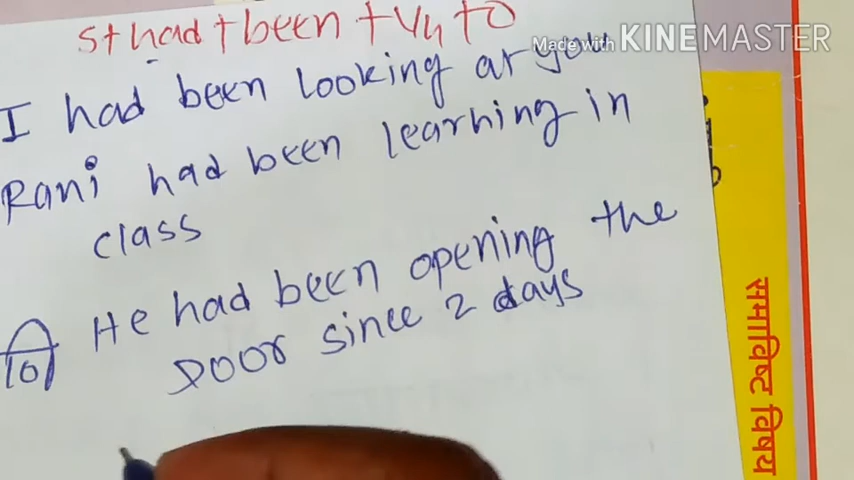 S+had+been+V4+O
Made with KINEMASTER
I had been looking at you
Rani had been learning in
class
He had been opening the
(10) Door since 2 days
समाविष्ट विषय